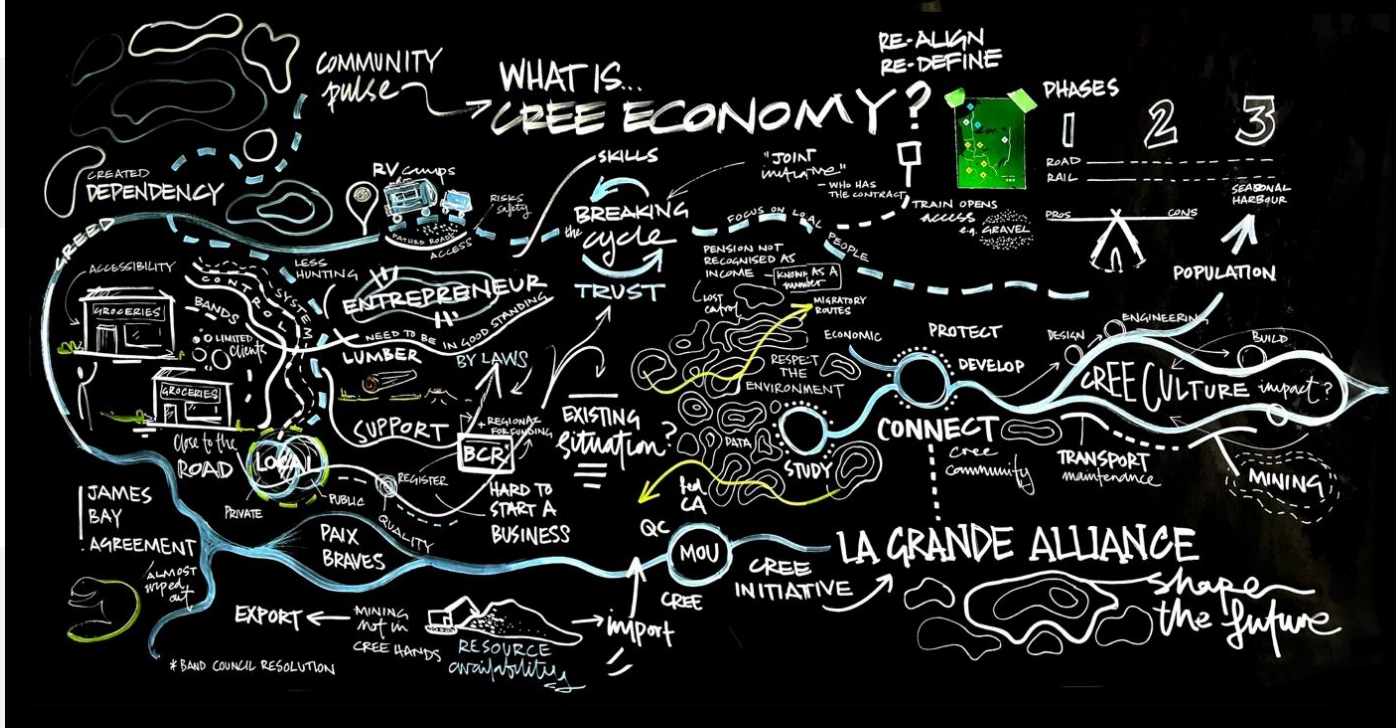 COMMUNITY
pulse
WHAT IS...
CREE ECONOMY?
RE-ALIGN
RE-DEFINE
PHASES
1 2 3
ROAD
RAIL
SEASONAL
HARBOUR
PROS
CONS
POPULATION
CREATED
DEPENDENCY
GREED
RV camps
PATHED ROADS
ACCESS
RISKS
safety
SKILLS
BREAKING
the cycle
TRUST
"JOINT
initiative"
- WHO HAS
THE CONTRACT
TRAIN OPENS
ACCESS
e.g. GRAVEL
FOCUS ON LOCAL PEOPLE
PENSION NOT
RECOGNISED AS
INCOME
KNOWN AS A
number
LOST
MIGRATORY
ROUTES
ACCESSIBILITY
GROCERIES
GROCERIES
Close to the
ROAD
CONTROL
SYSTEM
LESS
HUNTING
BANDS
LIMITED
clients
ENTREPRENEUR
NEED TO BE IN GOOD STANDING
LUMBER
BY LAWS
SUPPORT
+ REGIONAL
FOR FUNDING
BCR*
EXISTING
situation?
LOCAL
PRIVATE
PUBLIC
REGISTER
QUALITY
HARD TO
START A
BUSINESS
RESPECT
THE
ENVIRONMENT
DATA
STUDY
ECONOMIC
PROTECT
DEVELOP
CONNECT
cree
community
DESIGN
ENGINEERING
BUILD
CREE CULTURE impact?
TRANSPORT
maintenance
MINING
JAMES
BAY
AGREEMENT
ALMOST
wiped
out
PAIX
BRAVES
fed
CA
QC
MOU
CREE
CREE
INITIATIVE
LA GRANDE ALLIANCE
shape
the future
EXPORT
MINING
not in
CREE HANDS
RESOURCE
availability
import
* BAND COUNCIL RESOLUTION